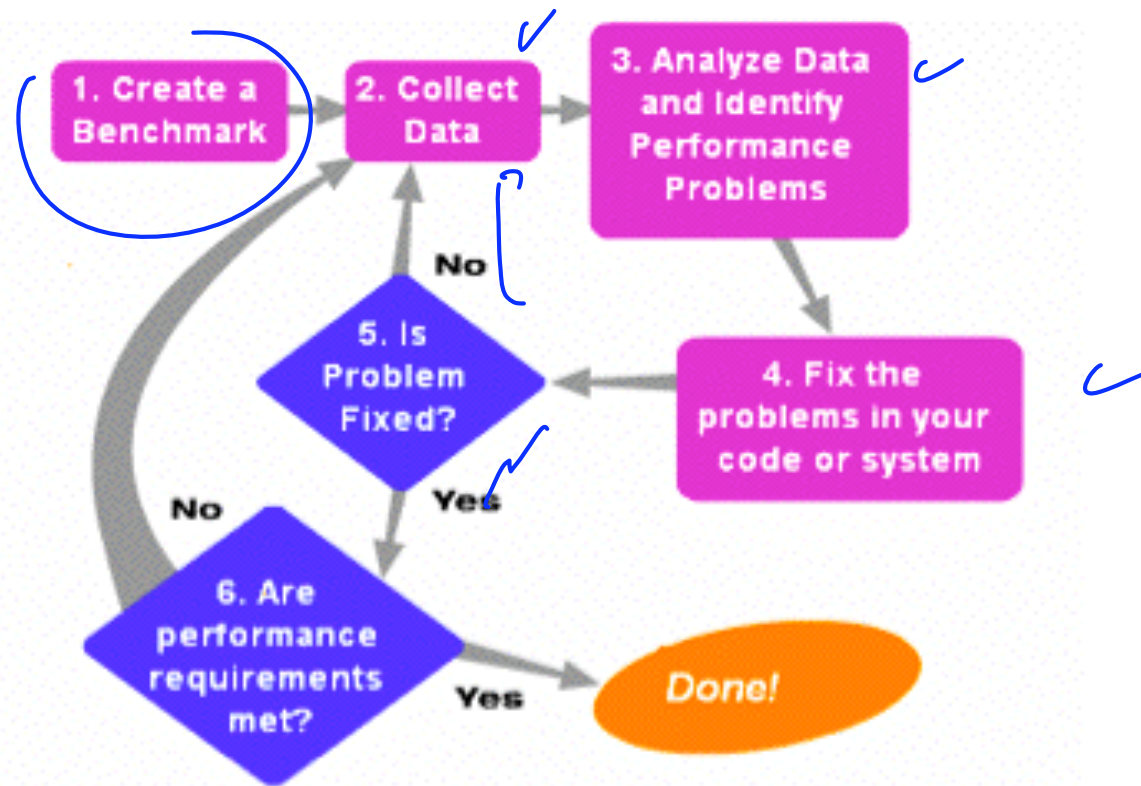 1. Create a
Benchmark
2. Collect
Data
3. Analyze Data
and Identify
Performance
Problems
No
5. Is
Problem
Fixed?
4. Fix the
problems in your
code or system
Yes
No
6. Are
performance
requirements
met?
Yes
Done!